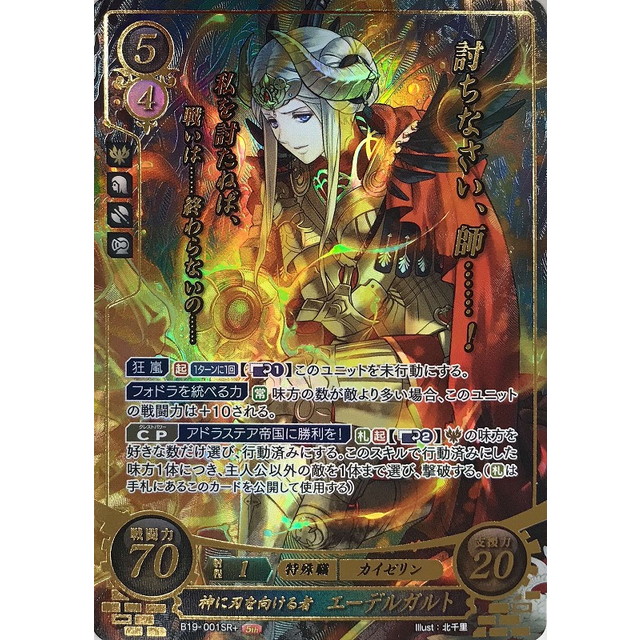 5
4
討ちなさい、師……！
私を討たねば、
戦いは……終わらないの……
狂嵐 起 1ターンに1回 【❶】このユニットを未行動にする。
フォドラを統べる力 常 味方の数が敵より多い場合、このユニット
の戦闘力は＋10される。
クレストパワー
CP アドラステア帝国に勝利を！ 札 起 【❷】 の味方を
好きな数だけ選び、行動済みにする。このスキルで行動済みにした
味方1体につき、主人公以外の敵を1体まで選び、撃破する。（札は
手札にあるこのカードを公開して使用する）
戦闘力
70
射程 1 特殊職 カイゼリン
支援力
20
神に刃を向ける者 エーデルガルト
B19-001SR+ 5th
Illust：北千里